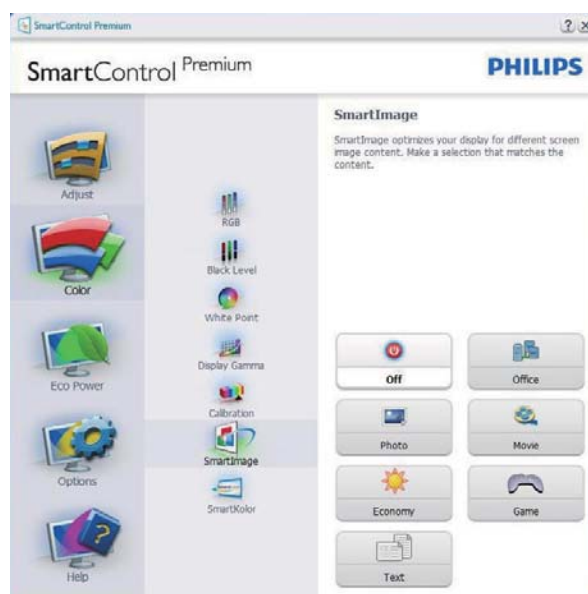 SmartControl Premium
SmartControl Premium
PHILIPS
Adjust
Color
Eco Power
Options
Help
RGB
Black Level
White Point
Display Gamma
Calibration
SmartImage
SmartKolor
SmartImage
SmartImage optimizes your display for different screen
image content. Make a selection that matches the
content.
Off
Office
Photo
Movie
Economy
Game
Text